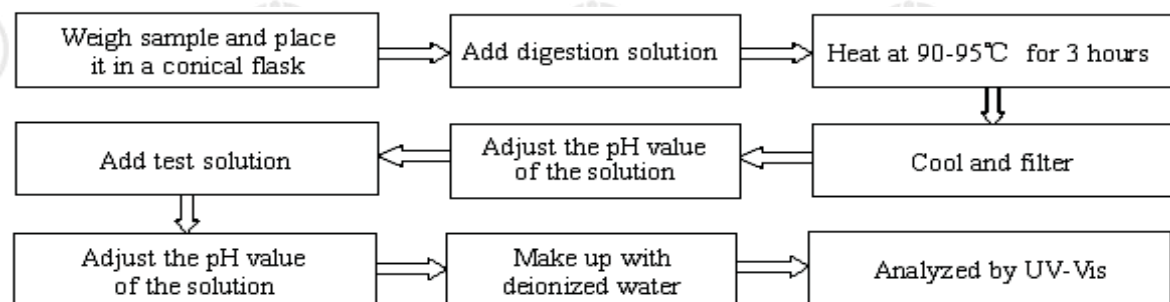 Weigh sample and place
it in a conical flask
Add digestion solution
Heat at 90-95℃ for 3 hours
Cool and filter
Adjust the pH value
of the solution
Add test solution
Adjust the pH value
of the solution
Make up with
deionized water
Analyzed by UV-Vis